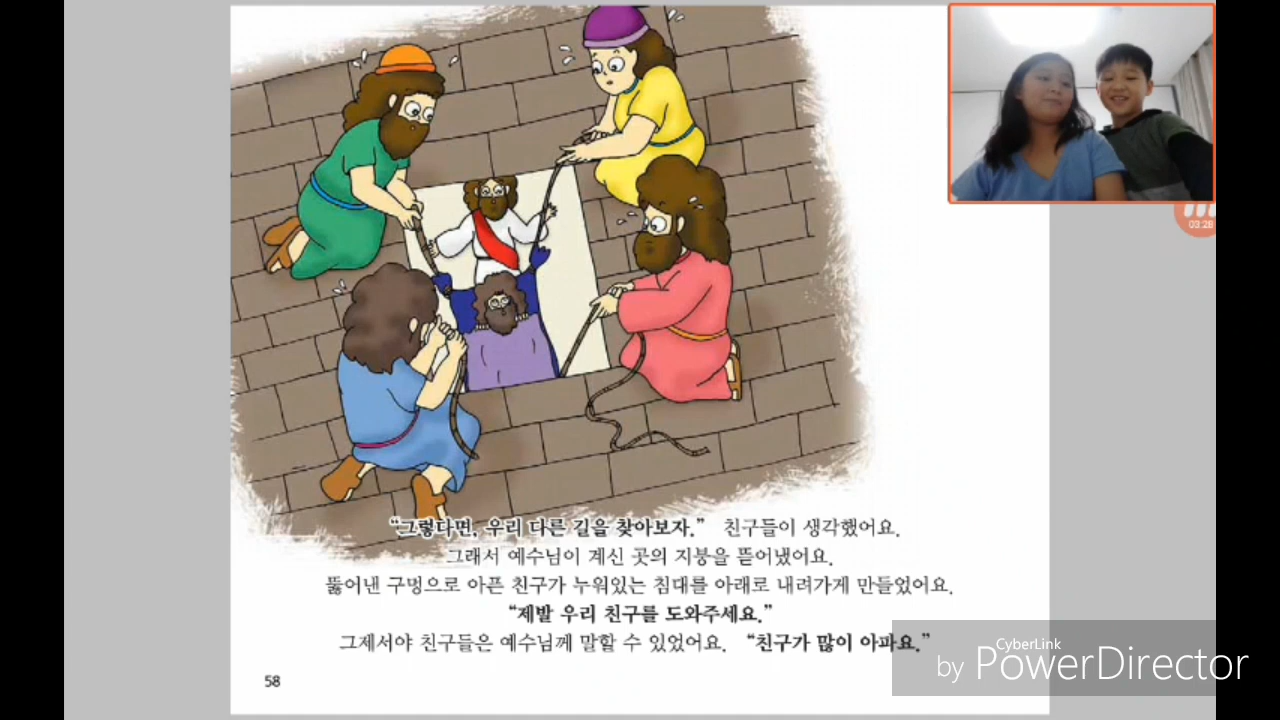 03:28
“그렇다면, 우리 다른 길을 찾아보자.” 친구들이 생각했어요.
그래서 예수님이 계신 곳의 지붕을 뜯어냈어요.
뚫어낸 구멍으로 아픈 친구가 누워있는 침대를 아래로 내려가게 만들었어요.
“제발 우리 친구를 도와주세요.”
그제서야 친구들은 예수님께 말할 수 있었어요. “친구가 많이 아파요.”
CyberLink
by PowerDirector
58